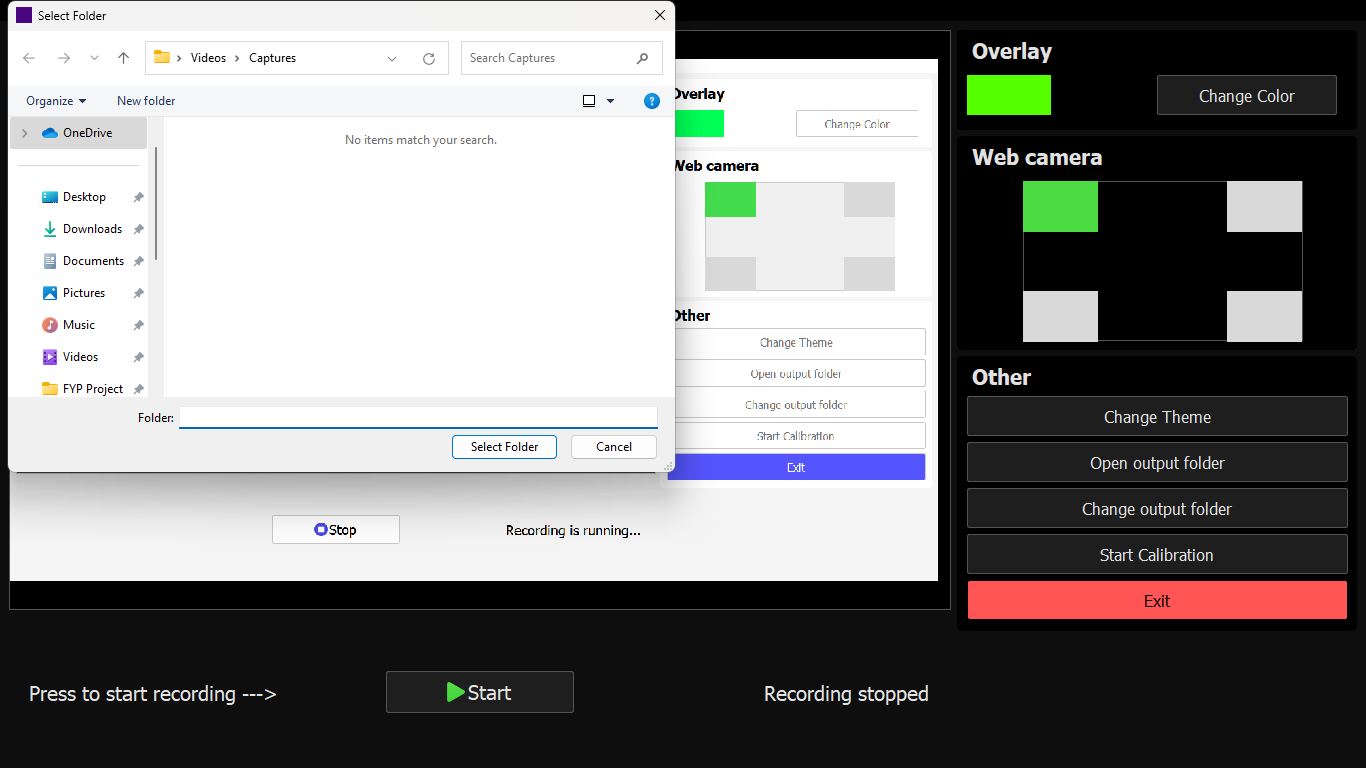 Select Folder
Videos
Captures
Search Captures
Organize
New folder
?
OneDrive
No items match your search.
Desktop
Downloads
Documents
Pictures
Music
Videos
FYP Project
Folder:
Select Folder
Cancel
Overlay
Change Color
Web camera
Other
Change Theme
Open output folder
Change output folder
Start Calibration
Exit
Stop
Recording is running...
Overlay
Change Color
Web camera
Other
Change Theme
Open output folder
Change output folder
Start Calibration
Exit
Press to start recording --->
Start
Recording stopped